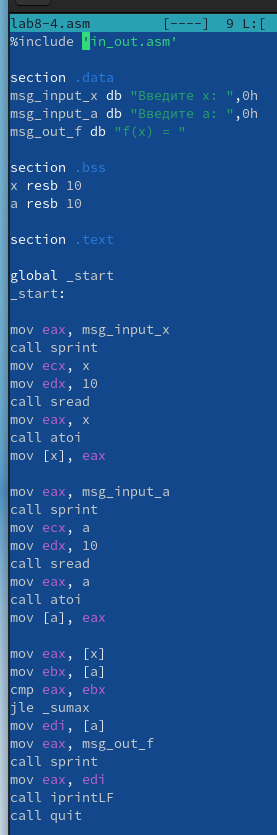 lab8-4.asm [----] 9 L:[
%include 'in_out.asm'
section .data
msg_input_x db "Введите x: ",0h
msg_input_a db "Введите a: ",0h
msg_out_f db "f(x) = "
section .bss
x resb 10
a resb 10
section .text
global _start
_start:
mov eax, msg_input_x
call sprint
mov ecx, x
mov edx, 10
call sread
mov eax, x
call atoi
mov [x], eax
mov eax, msg_input_a
call sprint
mov ecx, a
mov edx, 10
call sread
mov eax, a
call atoi
mov [a], eax
mov eax, [x]
mov ebx, [a]
cmp eax, ebx
jle _sumax
mov edi, [a]
mov eax, msg_out_f
call sprint
mov eax, edi
call iprintLF
call quit